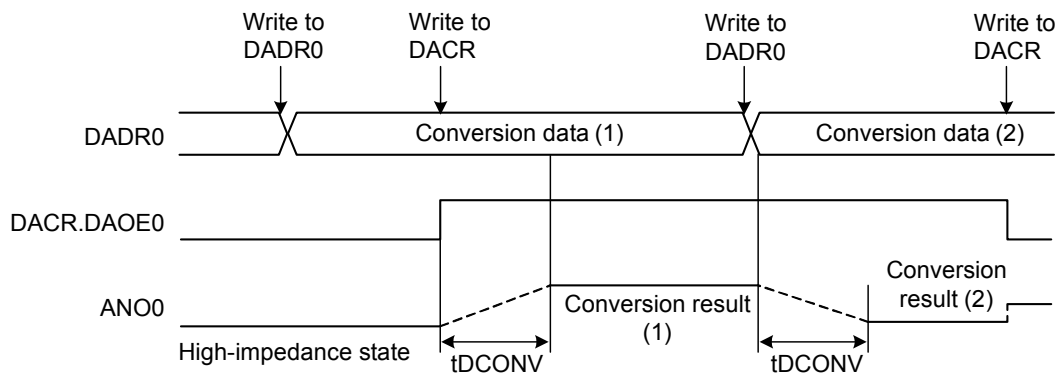 Write to
DADR0
Write to
DACR
Write to
DADR0
Write to
DACR
DADR0
Conversion data (1)
Conversion data (2)
DACR.DAOE0
ANO0
Conversion result
(1)
Conversion
result (2)
High-impedance state
tDCONV
tDCONV